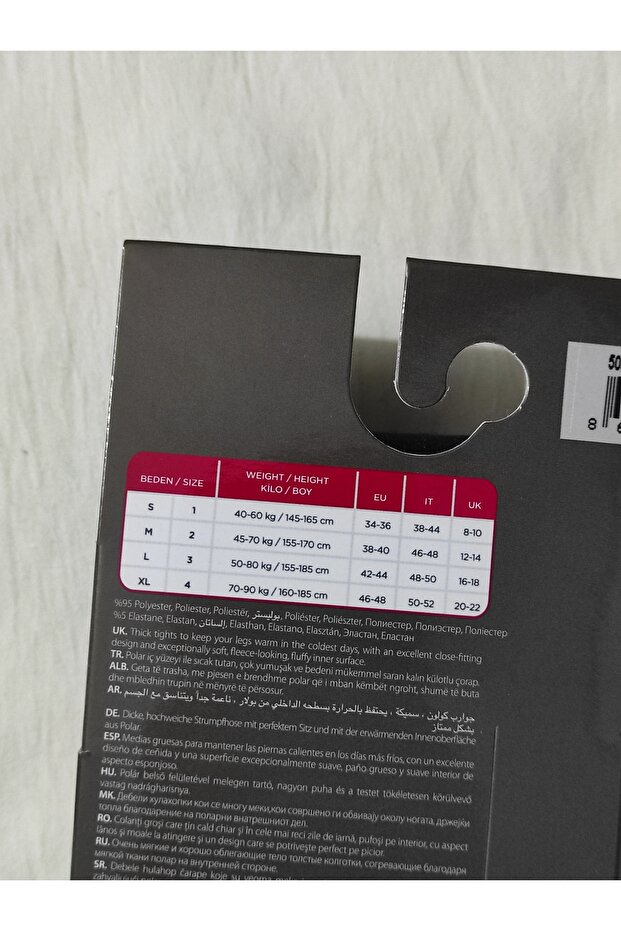 50
8
6
BEDEN / SIZE WEIGHT / HEIGHT KİLO / BOY EU IT UK
S 1 40-60 kg / 145-165 cm 34-36 38-44 8-10
M 2 45-70 kg / 155-170 cm 38-40 46-48 12-14
L 3 50-80 kg / 155-185 cm 42-44 48-50 16-18
XL 4 70-90 kg / 160-185 cm 46-48 50-52 20-22
%95 Polyester, Poliester, Poliestër, بوليستر, Poliéster, Poliészter, Полиестер, Полиэстер, Поліестер
%5 Elastane, Elastan, إلستان, Elasthan, Elastano, Elasztán, Эластан, Еластан
UK. Thick tights to keep your legs warm in the coldest days, with an excellent close-fitting
design and exceptionally soft, fleece-looking, fluffy inner surface.
TR. Polar iç yüzeyi ile sıcak tutan, çok yumuşak ve bedeni mükemmel saran kalın külotlu çorap.
ALB. Geta të trasha, me pjesen e brendshme polar që i mban këmbët ngroht, shumë të buta
dhe mbledhin trupin në mënyrë të përsosur.
AR. جوارب كولون ، سميكة ، يحتفظ بالحرارة بسطحه الداخلي من بولار ، ناعمة جداً ويتناسق مع الجسم
بشكل ممتاز
DE. Dicke, hochweiche Strumpfhose mit perfektem Sitz und mit der erwärmenden Innenoberfläche
aus Polar.
ESP. Medias gruesas para mantener las piernas calientes en los días más fríos, con un excelente
diseño de ceñida y una superficie excepcionalmente suave, paño grueso y suave interior de
aspecto esponjoso.
HU. Polár belső felületével melegen tartó, nagyon puha és a testet tökéletesen körülvevő
vastag nadrágharisnya.
MK. Дебели хулахопки кои се многу меки,кои совршено ги обвиваат околу ногата, држејќи
топла благодарение на поларни внатрешниот дел.
RO. Colanţi groşi care ţin cald chiar şi în cele mai reci zile de iarnă, pufoşi pe interior, cu aspect
lânos şi moale la atingere şi un design care se potriveşte perfect pe picior.
RU. Очень мягкие и хорошо облегающие тело толстые колготки, согревающие благодаря
мягкой ткани полар на внутренней стороне.
SR. Debele hulahop čarape koje su veoma